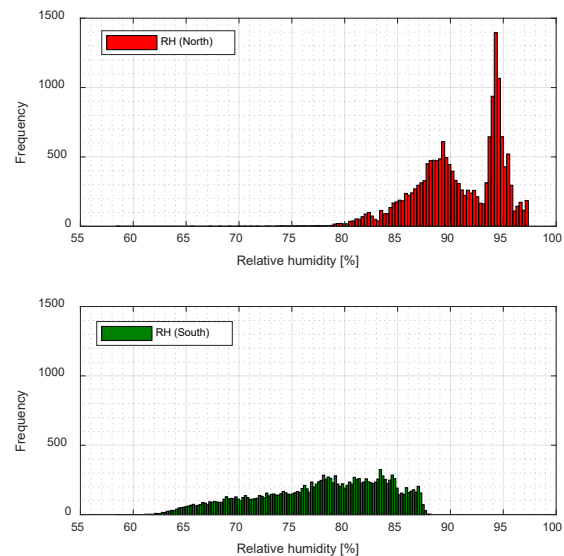 1500
RH (North)
1000
Frequency
500
0
55 60 65 70 75 80 85 90 95 100
Relative humidity [%]
1500
RH (South)
1000
Frequency
500
0
55 60 65 70 75 80 85 90 95 100
Relative humidity [%]